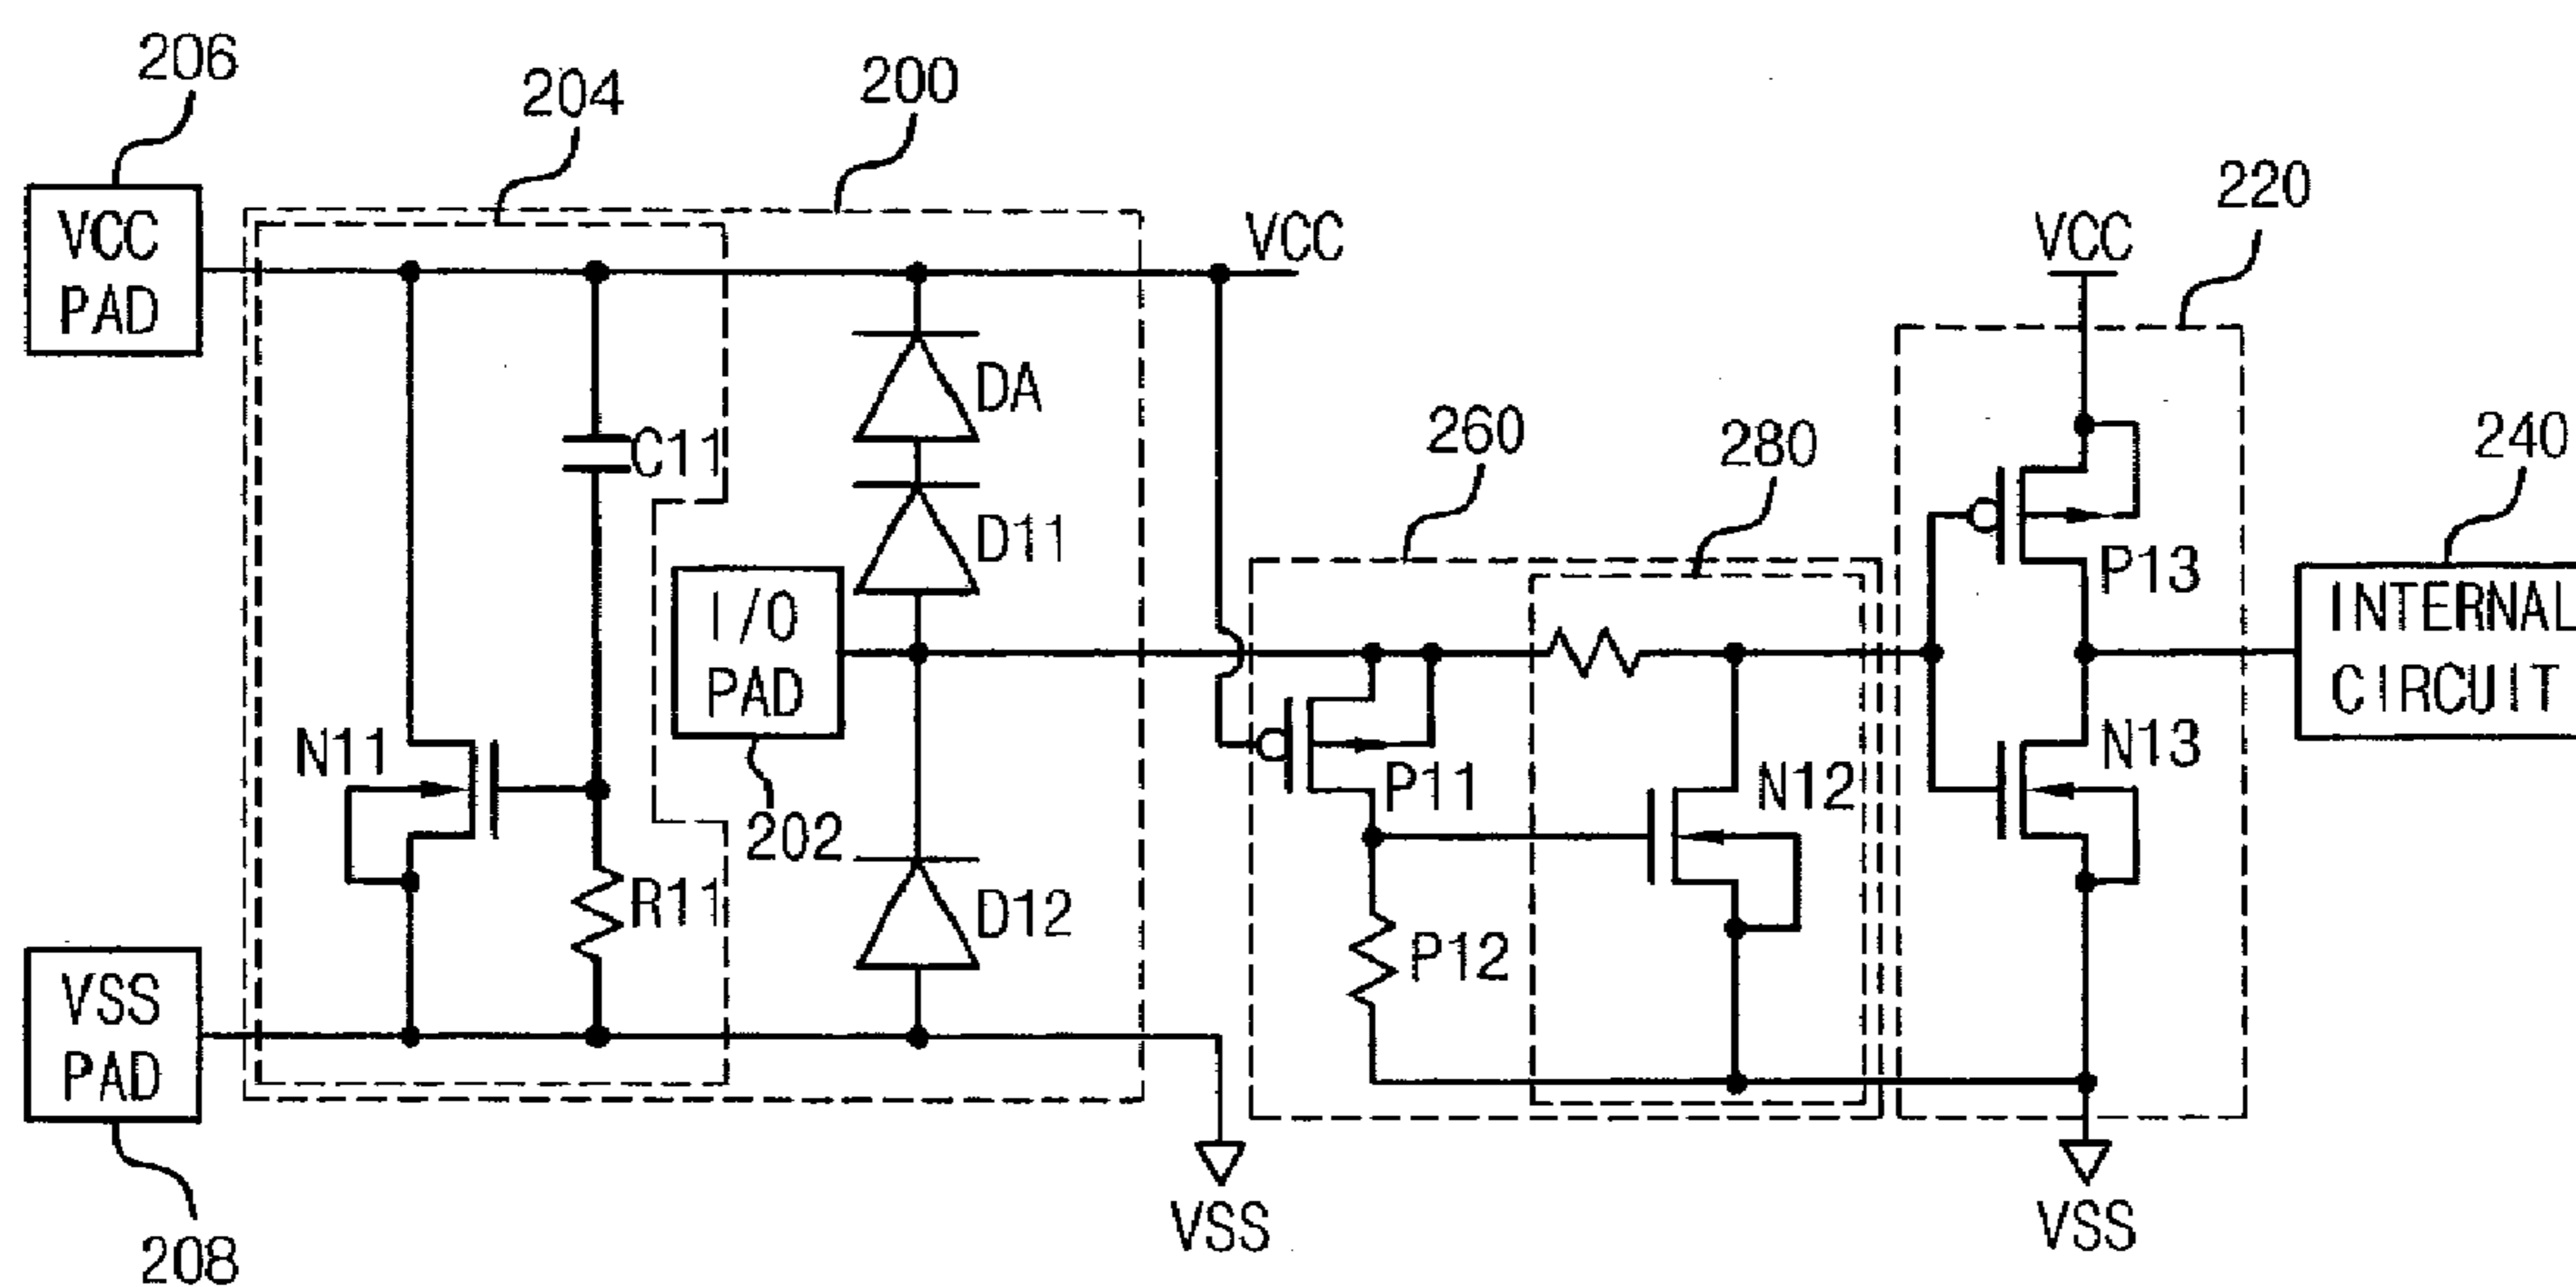 206
204
200
220
VCC
PAD
VCC
VCC
DA
C11
260
280
240
D11
P13
I/O
PAD
INTERNAL
CIRCUIT
N11
P11
N12
N13
202
R11
D12
P12
VSS
PAD
VSS
VSS
208